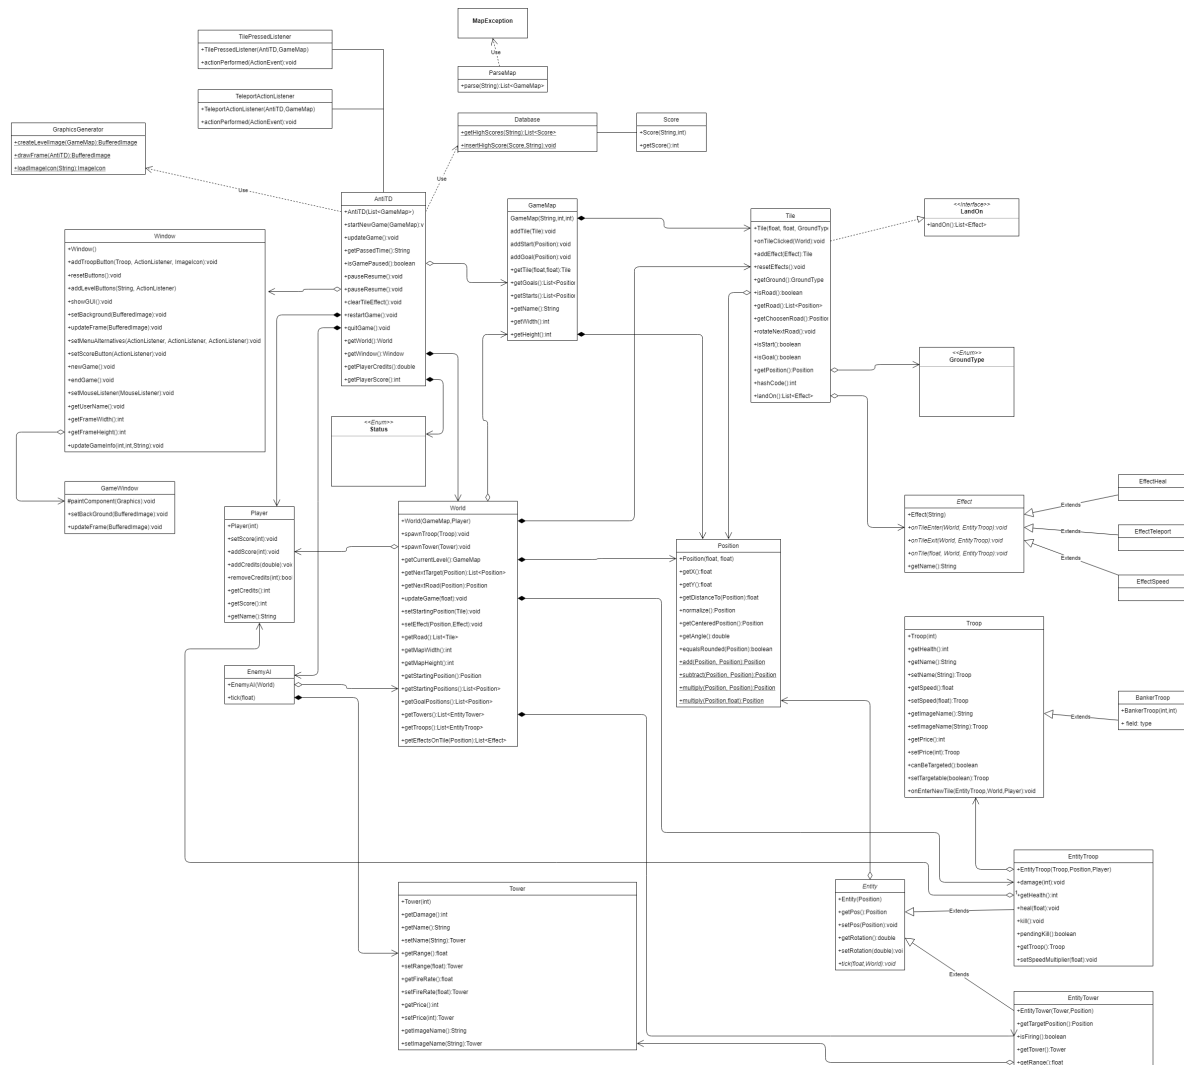 MapException
TilePressedListener
+TilePressedListener(AntiTD,GameMap)
+actionPerformed(ActionEvent):void
Use
ParseMap
+parse(String):List<GameMap>
TeleportActionListener
+TeleportActionListener(AntiTD,GameMap)
+actionPerformed(ActionEvent):void
GraphicsGenerator
+createLevelImage(GameMap):BufferedImage
+drawFrame(AntiTD):BufferedImage
+loadImageIcon(String):ImageIcon
Database
+getHighScores(String):List<Score>
+insertHighScore(Score,String):void
Score
+Score(String,int)
+getScore():int
Use
Use
AntiTD
+AntiTD(List<GameMap>)
+startNewGame(GameMap):v
+updateGame():void
+getPassedTime():String
+isGamePaused():boolean
+pauseResume():void
+pauseResume():void
+clearTileEffect():void
+restartGame():void
+quitGame():void
+getWorld():World
+getWindow():Window
+getPlayerCredits():double
+getPlayerScore():int
GameMap
GameMap(String,int,int)
addTile(Tile):void
addStart(Position):void
addGoal(Position):void
+getTile(float,float):Tile
+getGoals():List<Position
+getStarts():List<Position
+getName():String
+getWidth():int
+getHeight():int
Tile
+Tile(float, float, GroundTyp
+onTileClicked(World):void
+addEffect(Effect):Tile
+resetEffects():void
+getGround():GroundType
+isRoad():boolean
+getRoad():List<Position>
+getChoosenRoad():Position
+rotateNextRoad():void
+isStart():boolean
+isGoal():boolean
+getPosition():Position
+hashCode():int
+landOn():List<Effect>
<<Interface>>
LandOn
+landOn():List<Effect>
Window
+Window()
+addTroopButton(Troop, ActionListener, ImageIcon):void
+resetButtons():void
+addLevelButtons(String, ActionListener)
+showGUI():void
+setBackground(BufferedImage):void
+updateFrame(BufferedImage):void
+setMenuAlternatives(ActionListener, ActionListener, ActionListener):void
+setScoreButton(ActionListener):void
+newGame():void
+endGame():void
+setMouseListener(MouseListener):void
+getUserName():void
+getFrameWidth():int
+getFrameHeight():int
+updateGameInfo(int,int,String):void
<<Enum>>
GroundType
<<Enum>>
Status
GameWindow
#paintComponent(Graphics):void
+setBackGround(BufferedImage):void
+updateFrame(BufferedImage):void
Player
+Player(int)
+setScore(int):void
+addScore(int):void
+addCredits(double):voi
+removeCredits(int):boo
+getCredits():int
+getScore():int
+getName():String
World
+World(GameMap,Player)
+spawnTroop(Troop):void
+spawnTower(Tower):void
+getCurrentLevel():GameMap
+getNextTarget(Position):List<Position>
+getNextRoad(Position):Position
+updateGame(float):void
+setStartingPosition(Tile):void
+setEffect(Position,Effect):void
+getRoad():List<Tile>
+getMapWidth():int
+getMapHeight():int
+getStartingPosition():Position
+getStartingPositions():List<Position>
+getGoalPositions():List<Position>
+getTowers():List<EntityTower>
+getTroops():List<EntityTroop>
+getEffectsOnTile(Position):List<Effect>
Position
+Position(float, float)
+getX():float
+getY():float
+getDistanceTo(Position):float
+normalize():Position
+getCenteredPosition():Position
+getAngle():double
+equalsRounded(Position):boolean
+add(Position, Position):Position
+subtract(Position, Position):Position
+multiply(Position, Position):Position
+multiply(Position,float):Position
Effect
+Effect(String)
+onTileEnter(World, EntityTroop):void
+onTileExit(World, EntityTroop):void
+onTile(float, World, EntityTroop):void
+getName():String
EffectHeal
Extends
EffectTeleport
Extends
EffectSpeed
Extends
EnemyAI
+EnemyAI(World)
+tick(float)
Troop
+Troop(int)
+getHealth():int
+getName():String
+setName(String):Troop
+getSpeed():float
+setSpeed(float):Troop
+getImageName():String
+setImageName(String):Troop
+getPrice():int
+setPrice(int):Troop
+canBeTargeted():boolean
+setTargetable(boolean):Troop
+onEnterNewTile(EntityTroop,World,Player):void
BankerTroop
+BankerTroop(int,int)
+ field: type
Extends
Tower
+Tower(int)
+getDamage():int
+getName():String
+setName(String):Tower
+getRange():float
+setRange(float):Tower
+getFireRate():float
+setFireRate(float):Tower
+getPrice():int
+setPrice(int):Tower
+getImageName():String
+setImageName(String):Tower
Entity
+Entity(Position)
+getPos():Position
+setPos(Position):void
+getRotation():double
+setRotation(double):voi
+tick(float,World):void
Extends
Extends
EntityTroop
+EntityTroop(Troop,Position,Player)
+damage(int):void
+getHealth():int
+heal(float):void
+kill():void
+pendingKill():boolean
+getTroop():Troop
+setSpeedMultiplier(float):void
EntityTower
+EntityTower(Tower,Position)
+getTargetPosition():Position
+isFiring():boolean
+getTower():Tower
+getRange():float